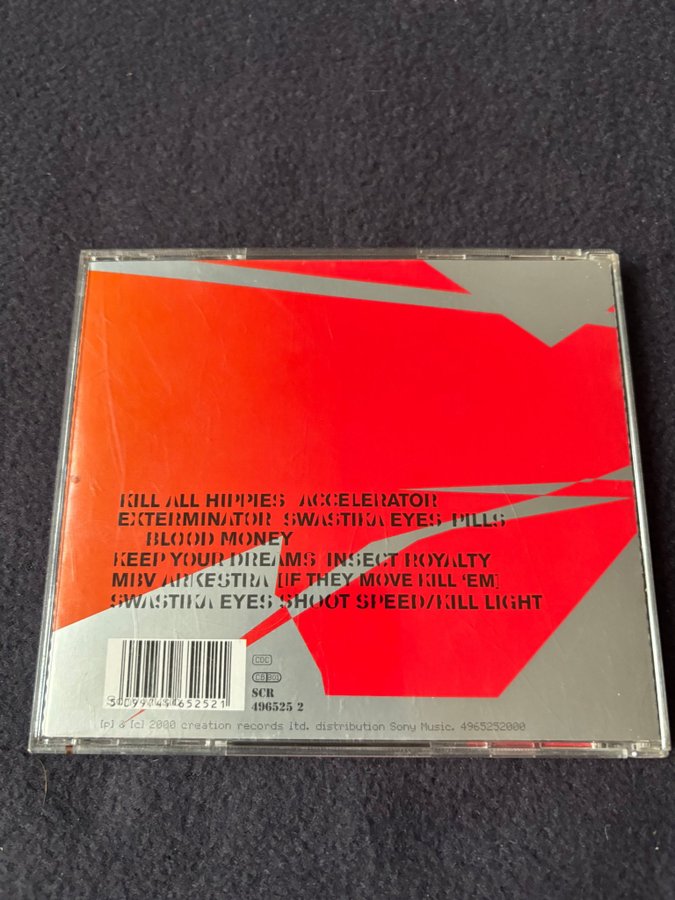 KILL ALL HIPPIES ACCELERATOR
EXTERMINATOR SWASTIKA EYES PILLS
BLOOD MONEY
KEEP YOUR DREAMS INSECT ROYALTY
MBV ARKESTRA [IF THEY MOVE KILL 'EM]
SWASTIKA EYES SHOOT SPEED/KILL LIGHT
SCR
496525 2
(p) & (c) 2000 creation records ltd. distribution Sony Music. 4965252000